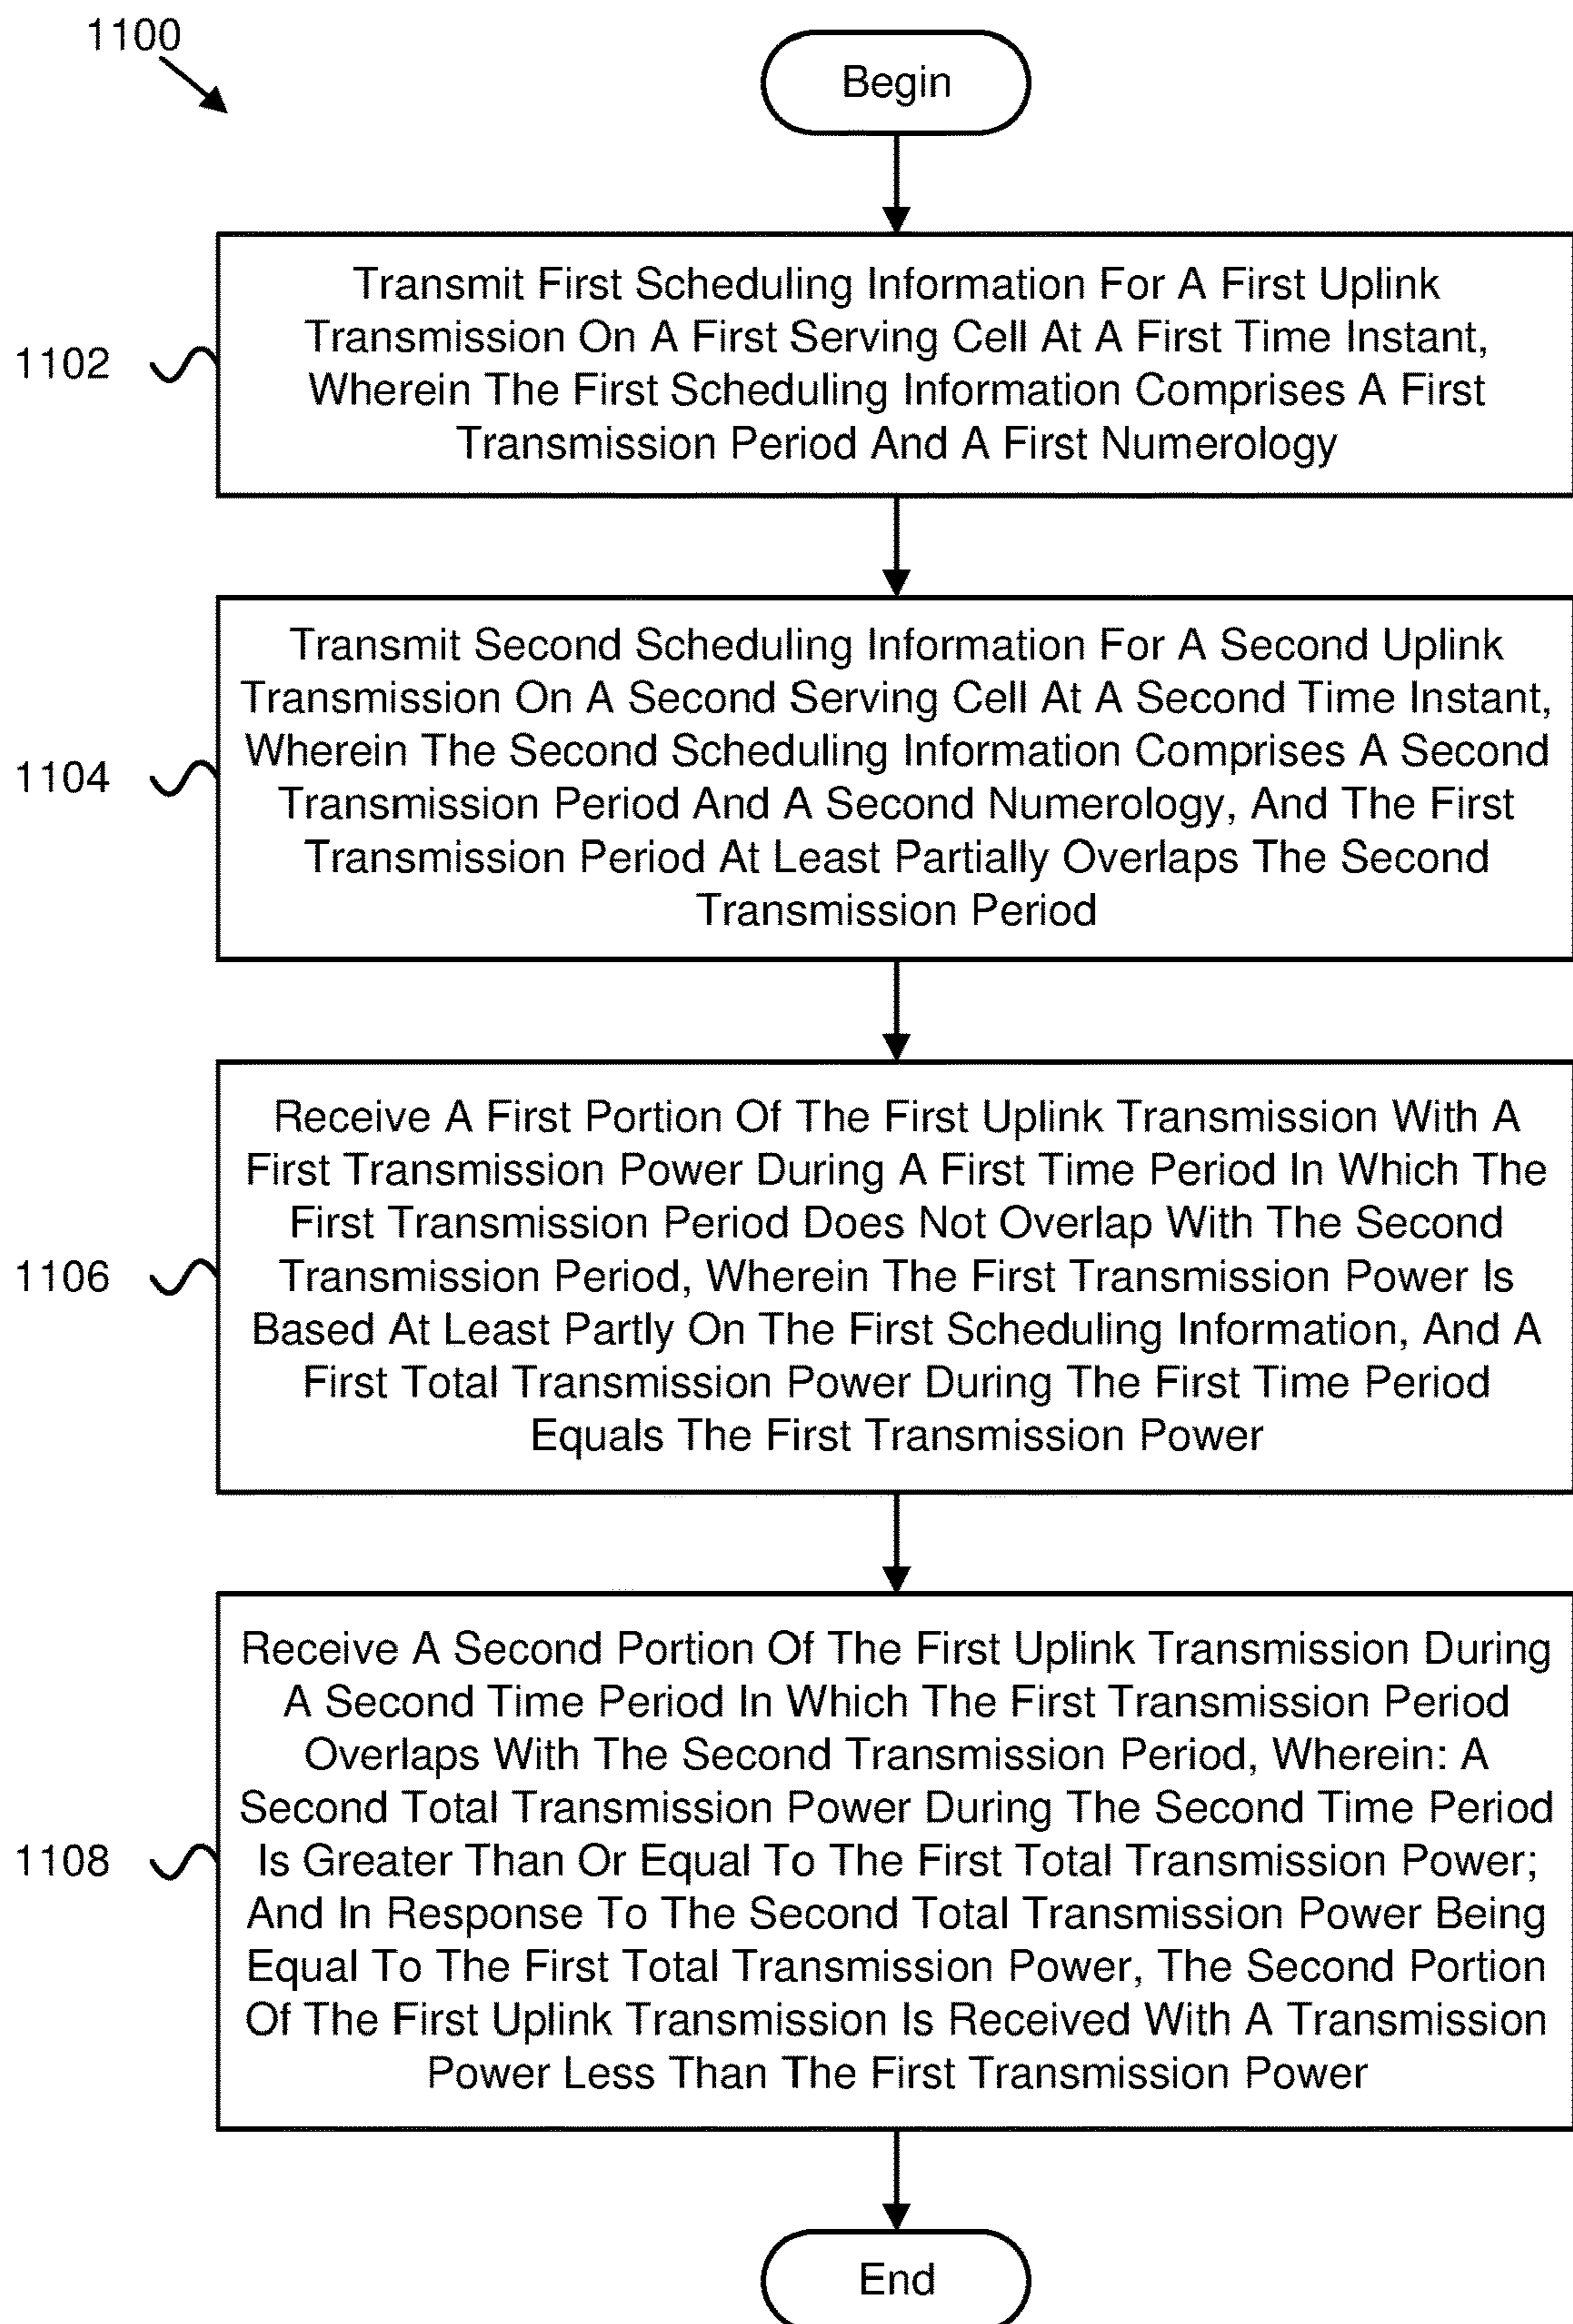 1100
Begin
1102
Transmit First Scheduling Information For A First Uplink
Transmission On A First Serving Cell At A First Time Instant,
Wherein The First Scheduling Information Comprises A First
Transmission Period And A First Numerology
1104
Transmit Second Scheduling Information For A Second Uplink
Transmission On A Second Serving Cell At A Second Time Instant,
Wherein The Second Scheduling Information Comprises A Second
Transmission Period And A Second Numerology, And The First
Transmission Period At Least Partially Overlaps The Second
Transmission Period
1106
Receive A First Portion Of The First Uplink Transmission With A
First Transmission Power During A First Time Period In Which The
First Transmission Period Does Not Overlap With The Second
Transmission Period, Wherein The First Transmission Power Is
Based At Least Partly On The First Scheduling Information, And A
First Total Transmission Power During The First Time Period
Equals The First Transmission Power
1108
Receive A Second Portion Of The First Uplink Transmission During
A Second Time Period In Which The First Transmission Period
Overlaps With The Second Transmission Period, Wherein: A
Second Total Transmission Power During The Second Time Period
Is Greater Than Or Equal To The First Total Transmission Power;
And In Response To The Second Total Transmission Power Being
Equal To The First Total Transmission Power, The Second Portion
Of The First Uplink Transmission Is Received With A Transmission
Power Less Than The First Transmission Power
End